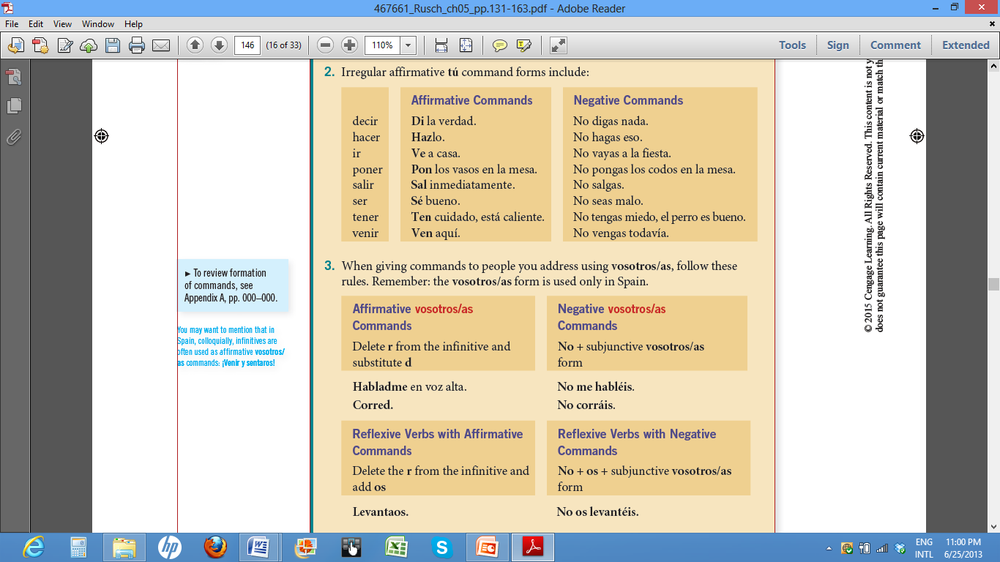 467661_Rusch_ch05_pp.131-163.pdf - Adobe Reader
File Edit View Window Help
146 (16 of 33) 110% Tools Sign Comment Extended
2. Irregular affirmative tú command forms include:
Affirmative Commands Negative Commands
decir Di la verdad. No digas nada.
hacer Hazlo. No hagas eso.
ir Ve a casa. No vayas a la fiesta.
poner Pon los vasos en la mesa. No pongas los codos en la mesa.
salir Sal inmediatamente. No salgas.
ser Sé bueno. No seas malo.
tener Ten cuidado, está caliente. No tengas miedo, el perro es bueno.
venir Ven aquí. No vengas todavía.
3. When giving commands to people you address using vosotros/as, follow these
rules. Remember: the vosotros/as form is used only in Spain.
Affirmative vosotros/as
Commands
Delete r from the infinitive and
substitute d
Negative vosotros/as
Commands
No + subjunctive vosotros/as
form
Habladme en voz alta. No me habléis.
Corred. No corráis.
Reflexive Verbs with Affirmative
Commands
Delete the r from the infinitive and
add os
Reflexive Verbs with Negative
Commands
No + os + subjunctive vosotros/as
form
Levantaos. No os levantéis.
► To review formation
of commands, see
Appendix A, pp. 000–000.
You may want to mention that in
Spain, colloquially, infinitives are
often used as affirmative vosotros/
as commands: ¡Venir y sentaros!
© 2015 Cengage Learning. All Rights Reserved. This content is not
does not guarantee this page will contain current material or match
hp
ENG 11:00 PM
INTL 6/25/2013